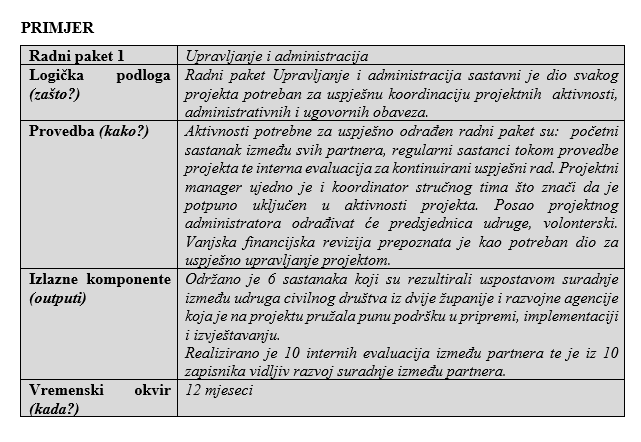 PRIMJER
Radni paket 1
Upravljanje i administracija
Logička podloga
(zašto?)
Radni paket Upravljanje i administracija sastavni je dio svakog
projekta potreban za uspješnu koordinaciju projektnih aktivnosti,
administrativnih i ugovornih obaveza.
Provedba (kako?)
Aktivnosti potrebne za uspješno odrađen radni paket su: početni
sastanak između svih partnera, regularni sastanci tokom provedbe
projekta te interna evaluacija za kontinuirani uspješni rad. Projektni
manager ujedno je i koordinator stručnog tima što znači da je
potpuno uključen u aktivnosti projekta. Posao projektnog
administratora odrađivat će predsjednica udruge, volonterski.
Vanjska financijska revizija prepoznata je kao potreban dio za
uspješno upravljanje projektom.
Izlazne komponente
(outputi)
Održano je 6 sastanaka koji su rezultirali uspostavom suradnje
između udruga civilnog društva iz dvije županije i razvojne agencije
koja je na projektu pružala punu podršku u pripremi, implementaciji
i izvještavanju.
Realizirano je 10 internih evaluacija između partnera te je iz 10
zapisnika vidljiv razvoj suradnje između partnera.
Vremenski okvir
(kada?)
12 mjeseci